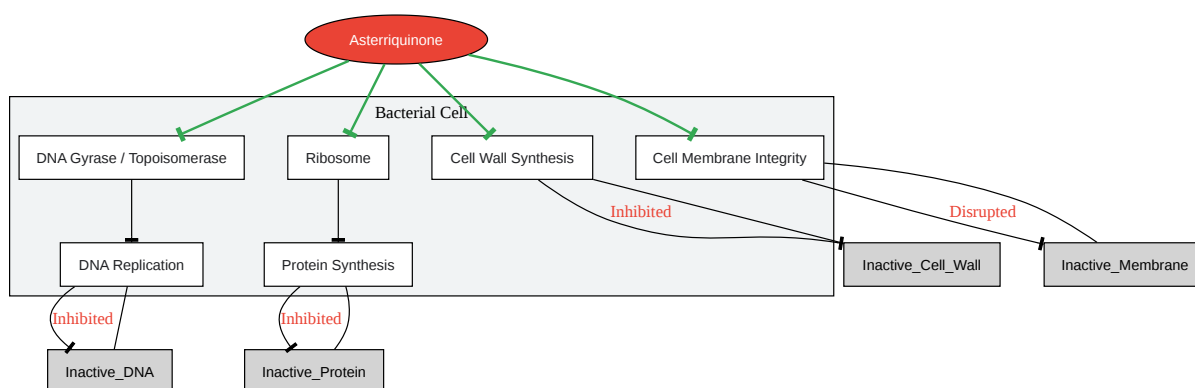 Asterriquinone
Bacterial Cell
DNA Gyrase / Topoisomerase
Ribosome
Cell Wall Synthesis
Cell Membrane Integrity
Inhibited
Disrupted
DNA Replication
Protein Synthesis
Inactive_Cell_Wall
Inactive_Membrane
Inhibited
Inhibited
Inactive_DNA
Inactive_Protein